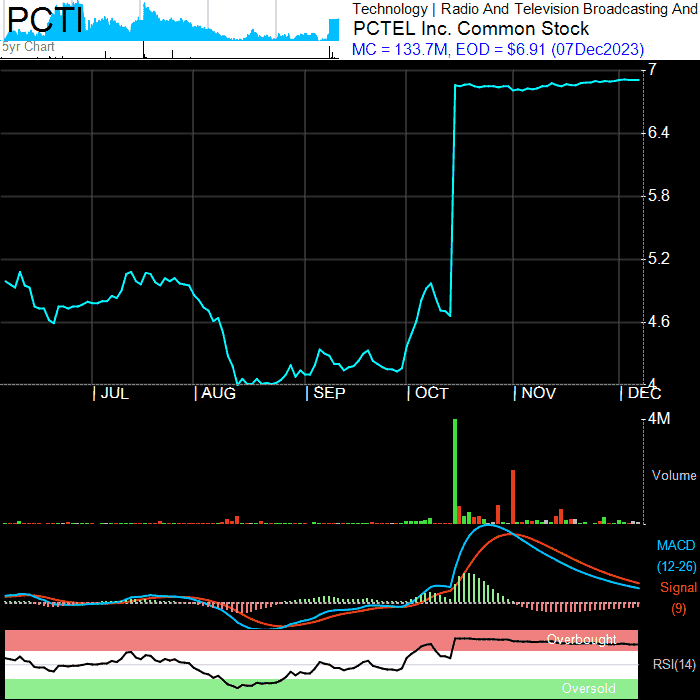 PCTI
5yr Chart
Technology | Radio And Television Broadcasting And
PCTEL Inc. Common Stock
MC = 133.7M, EOD = $6.91 (07Dec2023)
7
6.4
5.8
5.2
4.6
4
JUL
AUG
SEP
OCT
NOV
DEC
4M
Volume
MACD
(12-26)
Signal
(9)
Overbought
RSI(14)
Oversold